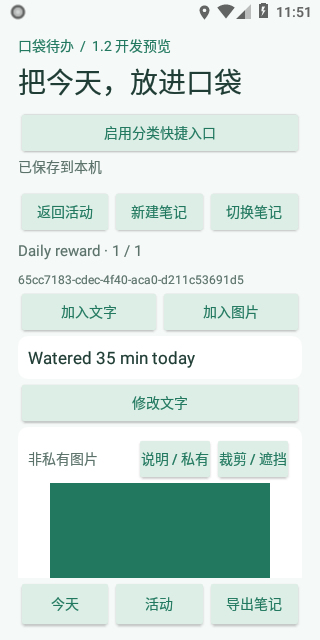 11:51
口袋待办 / 1.2 开发预览
把今天，放进口袋
启用分类快捷入口
已保存到本机
返回活动 新建笔记 切换笔记
Daily reward · 1 / 1
65cc7183-cdec-4f40-aca0-d211c53691d5
加入文字 加入图片
Watered 35 min today
修改文字
非私有图片 说明 / 私有 裁剪 / 遮挡
今天 活动 导出笔记